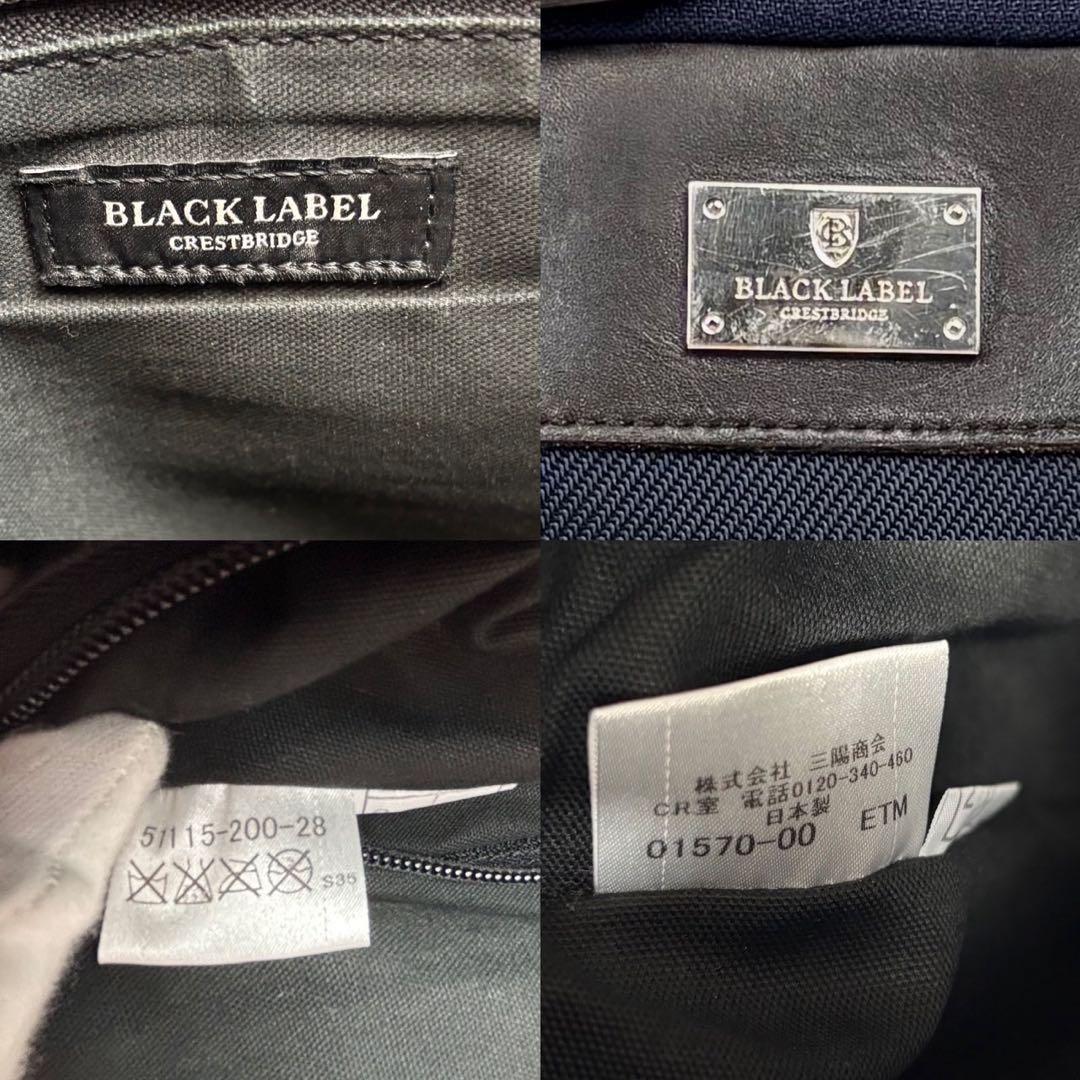 BLACK LABEL
CRESTBRIDGE
BLACK LABEL
CRESTBRIDGE
51115-200-28
S35
株式会社 三陽商会
CR室 電話0120-340-460
日本製
01570-00 ETM